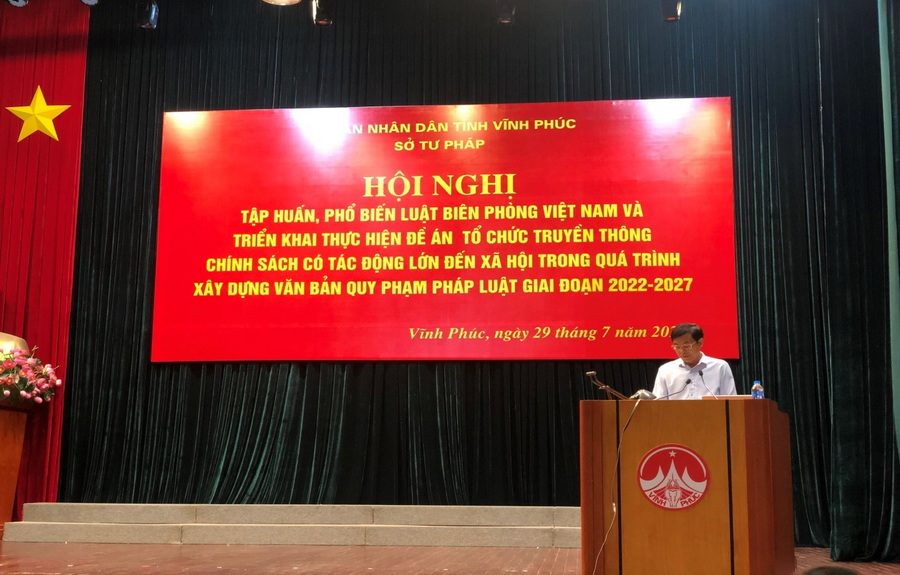 NHÂN DÂN TỈNH VĨNH PHÚC
SỞ TƯ PHÁP
HỘI NGHỊ
TẬP HUẤN, PHỔ BIẾN LUẬT BIÊN PHÒNG VIỆT NAM VÀ
TRIỂN KHAI THỰC HIỆN ĐỀ ÁN TỔ CHỨC TRUYỀN THÔNG
CHÍNH SÁCH CÓ TÁC ĐỘNG LỚN ĐẾN XÃ HỘI TRONG QUÁ TRÌNH
XÂY DỰNG VĂN BẢN QUY PHẠM PHÁP LUẬT GIAI ĐOẠN 2022-2027
Vĩnh Phúc, ngày 29 tháng 7 năm
VĨNH PHÚC